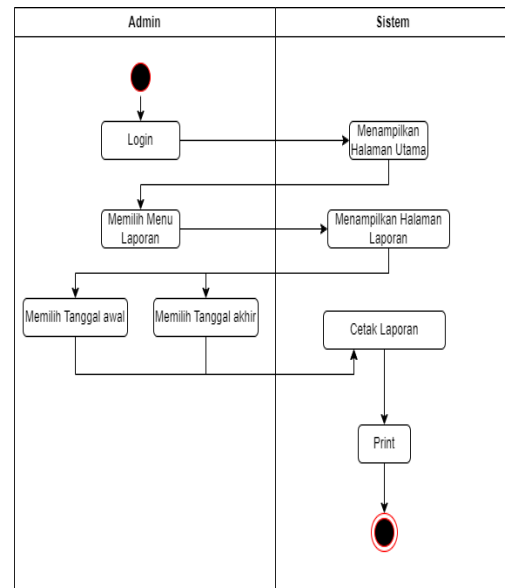 Admin
Sistem
Login
Menampilkan
Halaman Utama
Memilih Menu
Laporan
Menampilkan Halaman
Laporan
Memilih Tanggal awal
Memilih Tanggal akhir
Cetak Laporan
Print